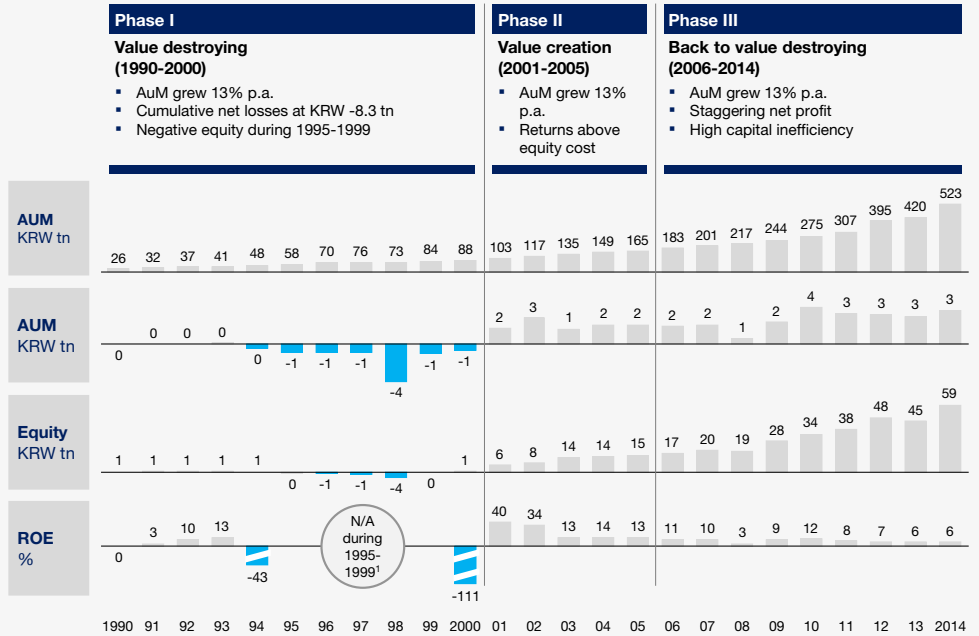 Phase I
Value destroying
(1990-2000)
▪ AuM grew 13% p.a.
▪ Cumulative net losses at KRW -8.3 tn
▪ Negative equity during 1995-1999
Phase II
Value creation
(2001-2005)
▪ AuM grew 13%
p.a.
▪ Returns above
equity cost
Phase III
Back to value destroying
(2006-2014)
▪ AuM grew 13% p.a.
▪ Staggering net profit
▪ High capital inefficiency
AUM
KRW tn
26 32 37 41 48 58 70 76 73 84 88 103 117 135 149 165 183 201 217 244 275 307 395 420 523
AUM
KRW tn
0 0 0 0 0 -1 -1 -1 -4 -1 -1 2 3 1 2 2 2 2 1 2 4 3 3 3 3
Equity
KRW tn
1 1 1 1 1 0 -1 -1 -4 0 1 6 8 14 14 15 17 20 19 28 34 38 48 45 59
ROE
%
0 3 10 13 -43
N/A
during
1995-
1999¹
-111 40 34 13 14 13 11 10 3 9 12 8 7 6 6
1990 91 92 93 94 95 96 97 98 99 2000 01 02 03 04 05 06 07 08 09 10 11 12 13 2014